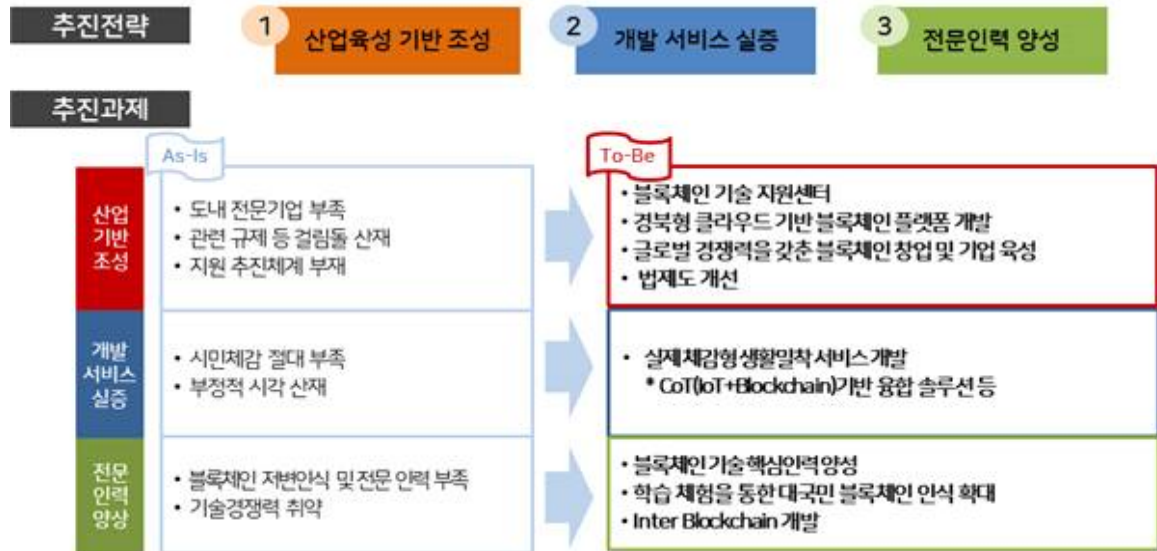 추진전략
1 산업육성 기반 조성
2 개발 서비스 실증
3 전문인력 양성
추진과제
As-Is
To-Be
산업
기반
조성
• 도내 전문기업 부족
• 관련 규제 등 걸림돌 산재
• 지원 추진체계 부재
• 블록체인 기술 지원센터
• 경북형 클라우드 기반 블록체인 플랫폼 개발
• 글로벌 경쟁력을 갖춘 블록체인 창업 및 기업 육성
• 법제도 개선
개발
서비스
실증
• 시민체감 절대 부족
• 부정적 시각 산재
• 실제 체감형 생활밀착 서비스 개발
* CoT(IoT+Blockchain)기반 융합 솔루션 등
전문
인력
양상
• 블록체인 저변인식 및 전문 인력 부족
• 기술경쟁력 취약
• 블록체인 기술 핵심인력 양성
• 학습 체험을 통한 대국민 블록체인 인식 확대
• Inter Blockchain 개발